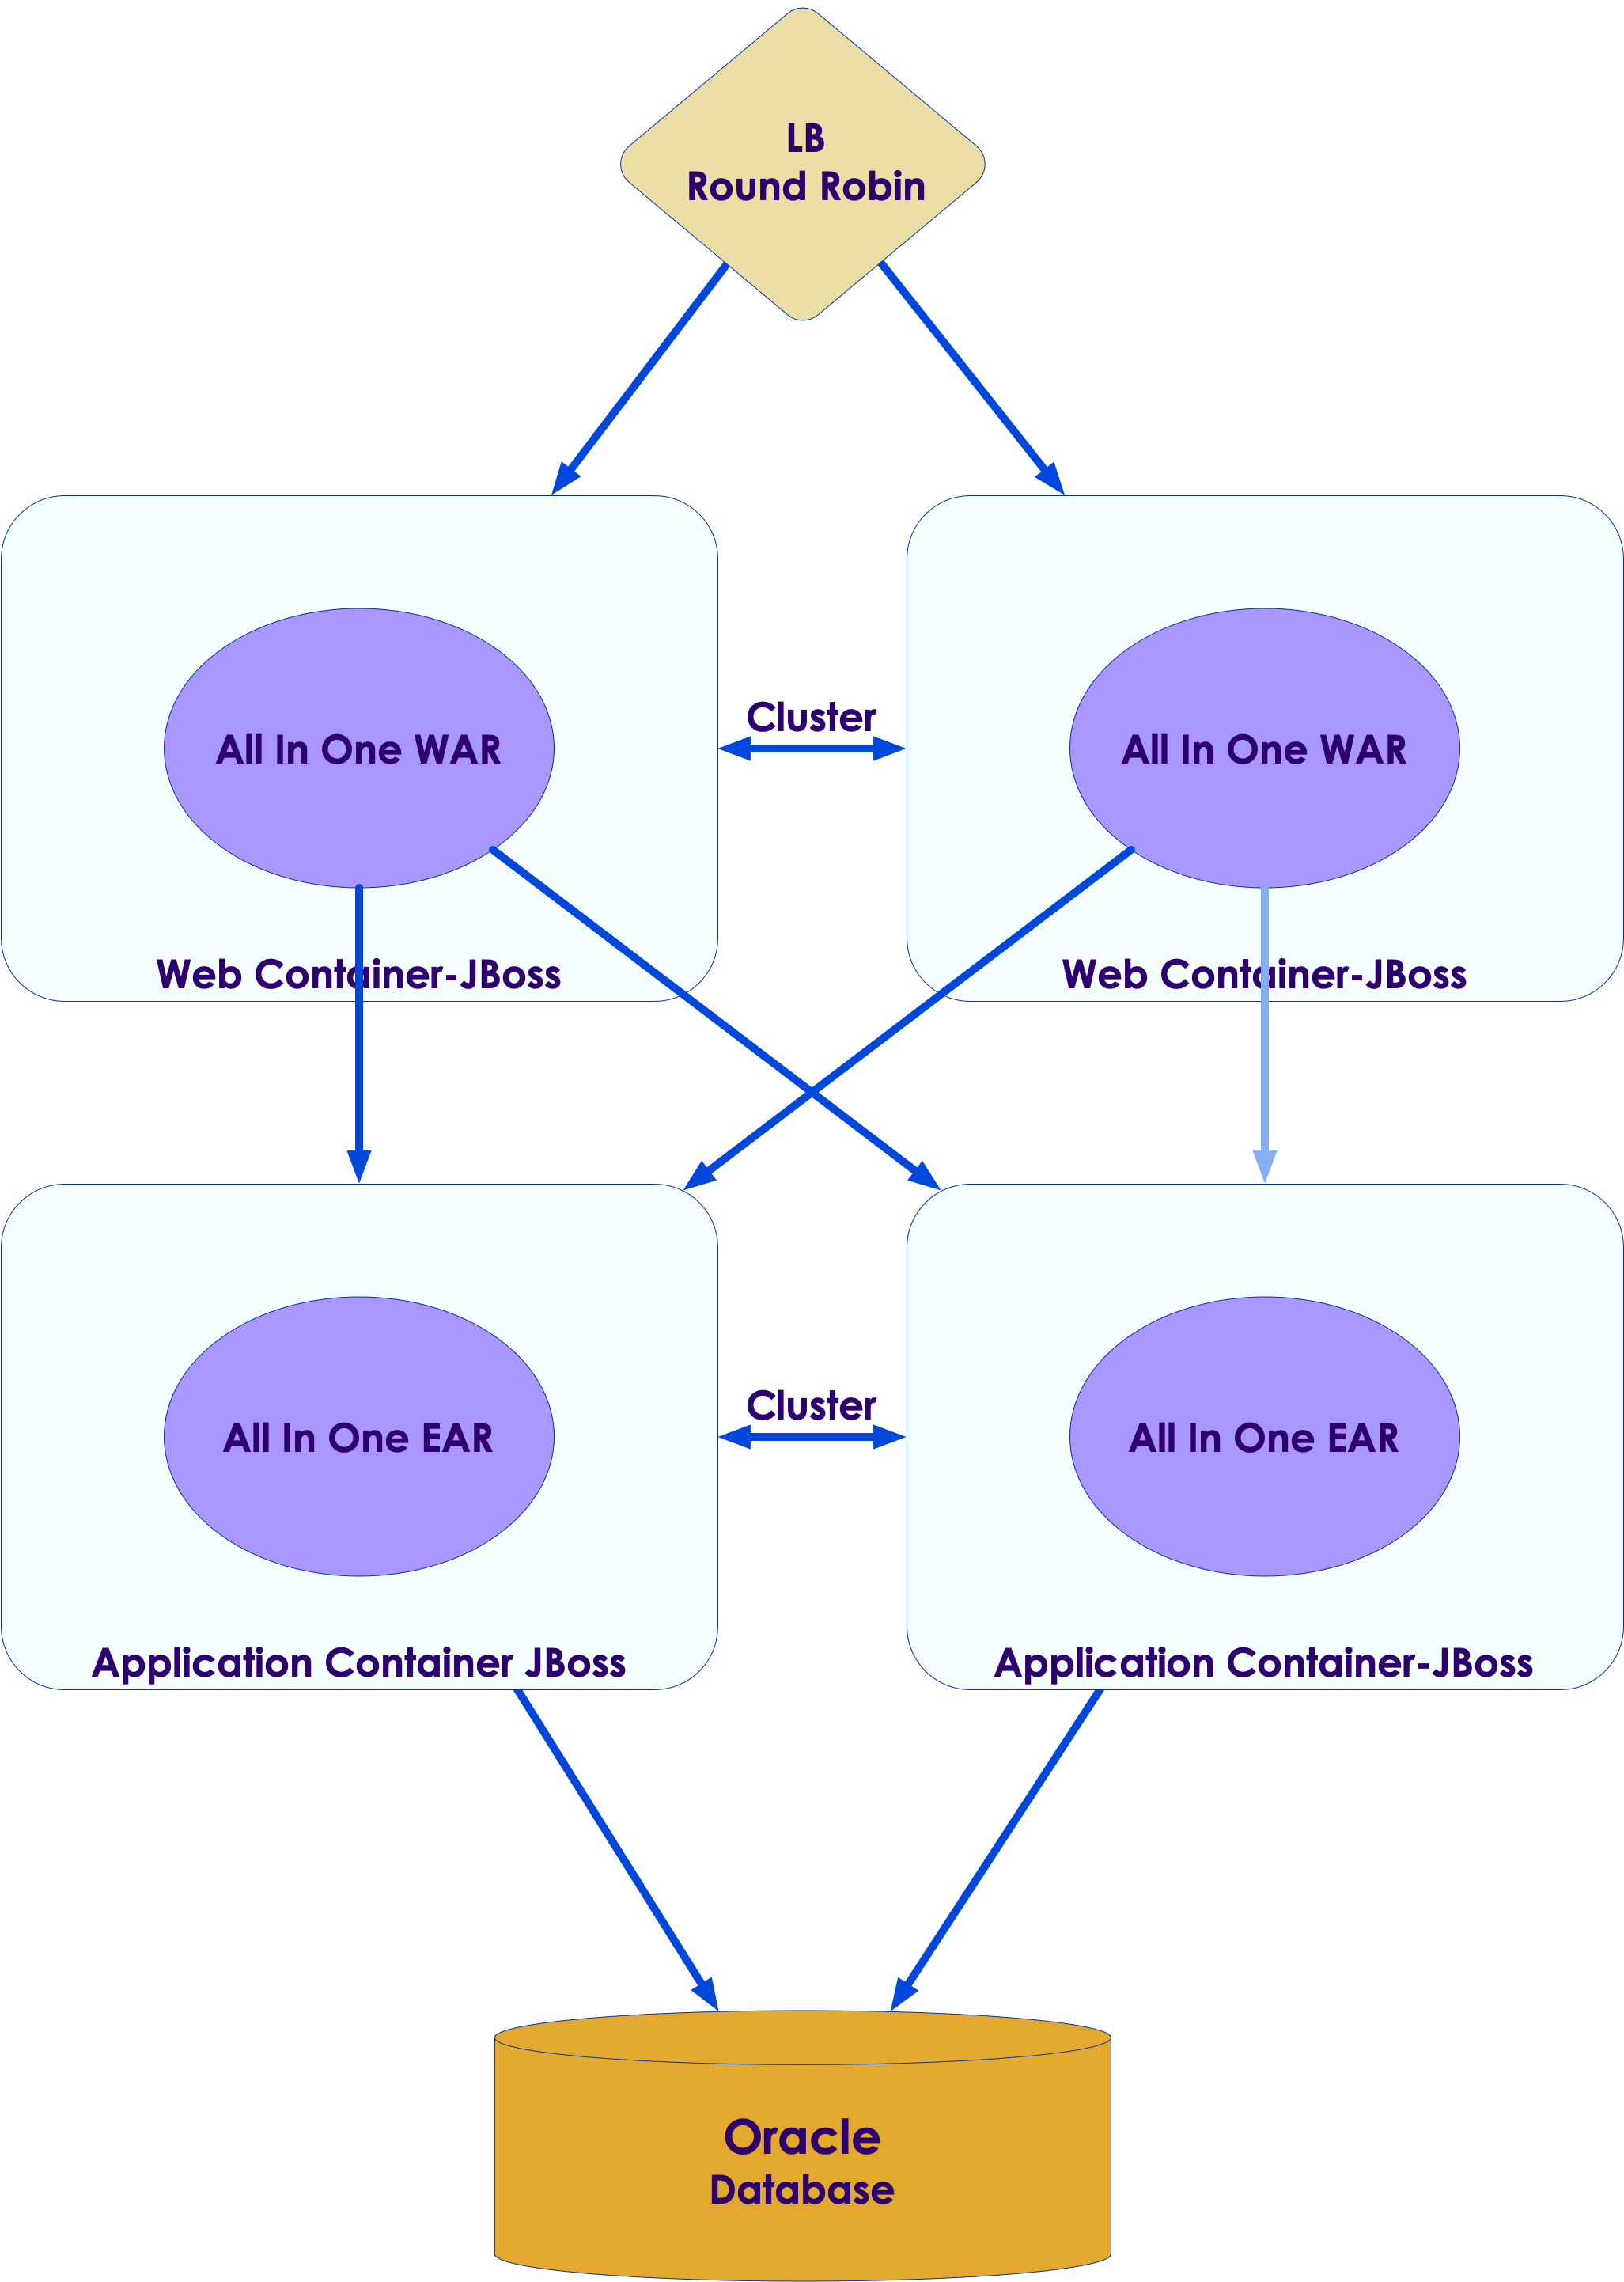 LB
Round Robin
All In One WAR
Cluster
All In One WAR
Web Container-JBoss
Web Container-JBoss
All In One EAR
Cluster
All In One EAR
Application Container JBoss
Application Container-JBoss
Oracle
Database